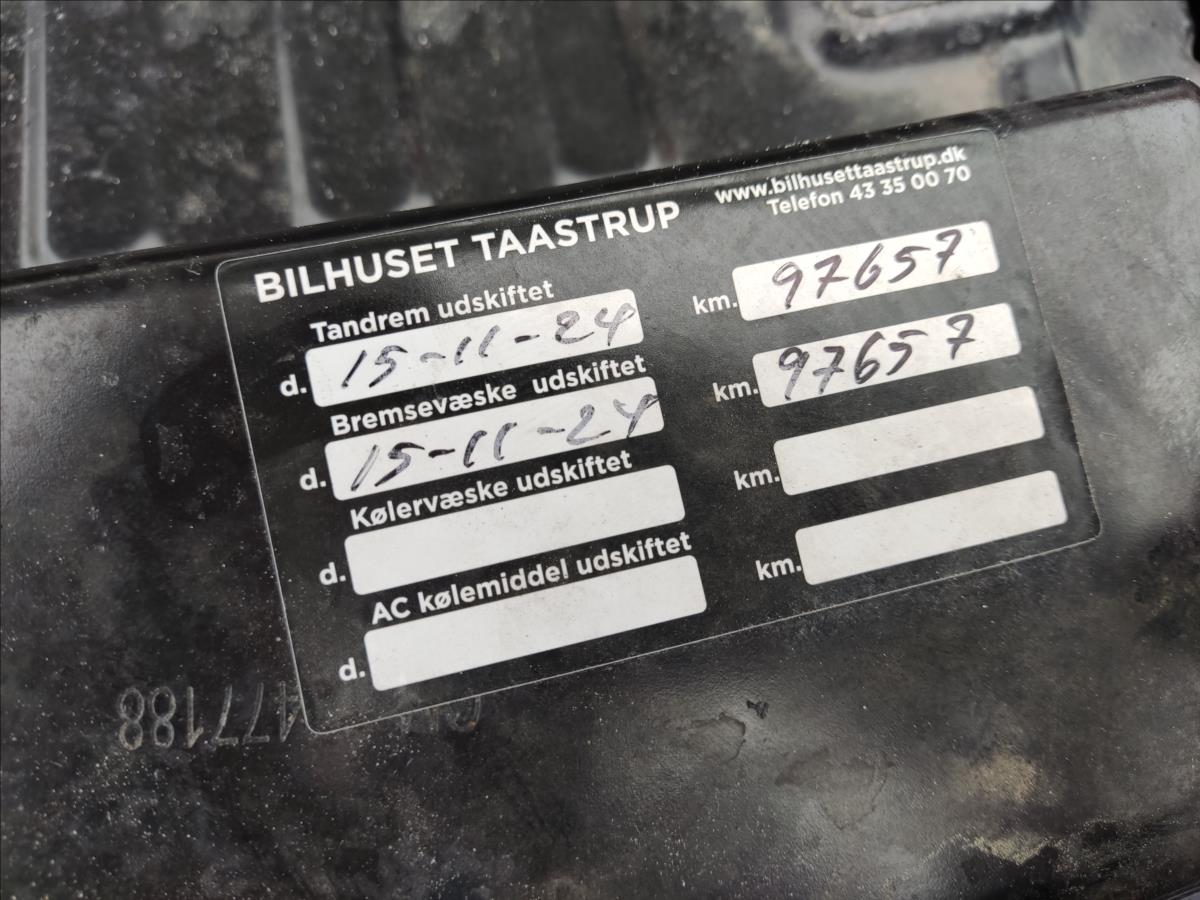 BILHUSET TAASTRUP
www.bilhusettaastrup.dk
Telefon 43 35 00 70
Tandrem udskiftet
d. 15-11-24 km. 97657
Bremsevæske udskiftet
d. 15-11-24 km. 97657
Kølervæske udskiftet
d. km.
AC kølemiddel udskiftet
d. km.
477188